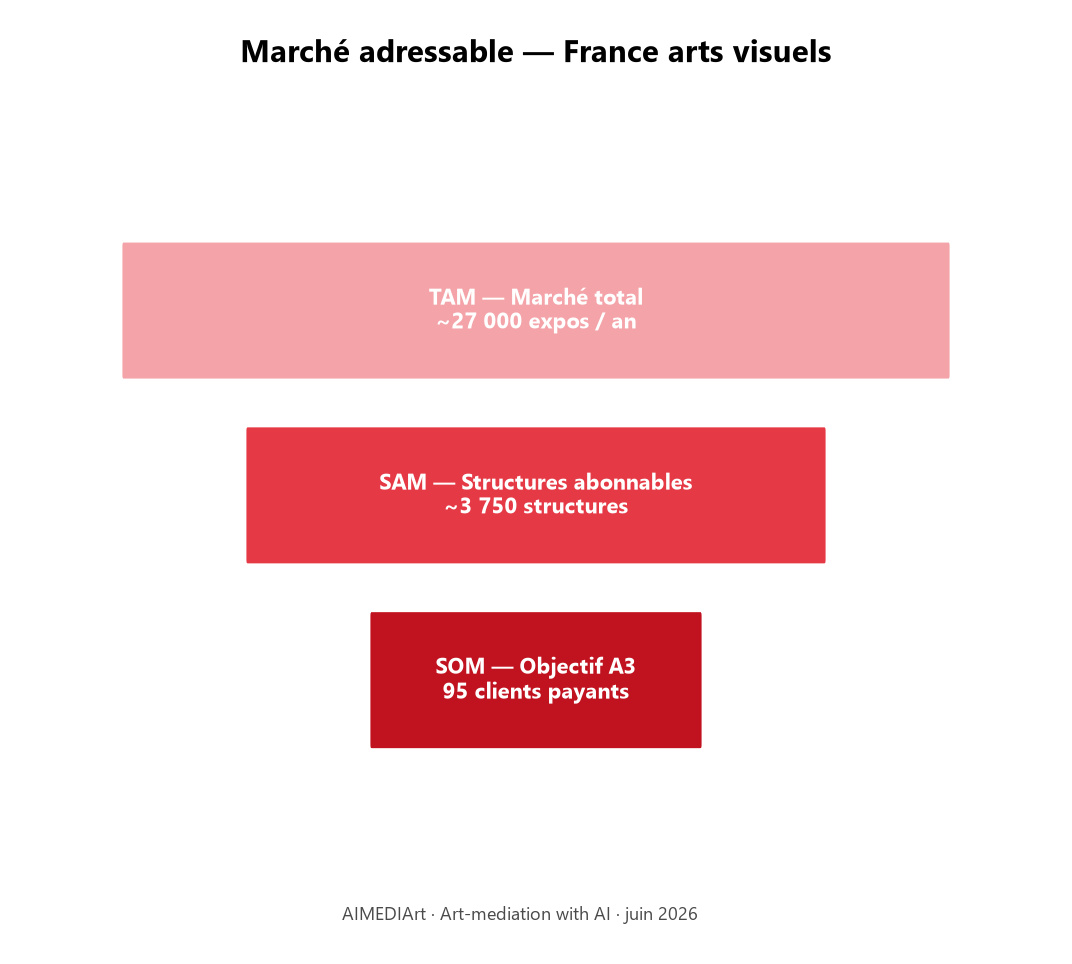 Marché adressable — France arts visuels
TAM — Marché total
~27 000 expos / an
SAM — Structures abonnables
~3 750 structures
SOM — Objectif A3
95 clients payants
AIMEDIArt · Art-mediation with AI · juin 2026